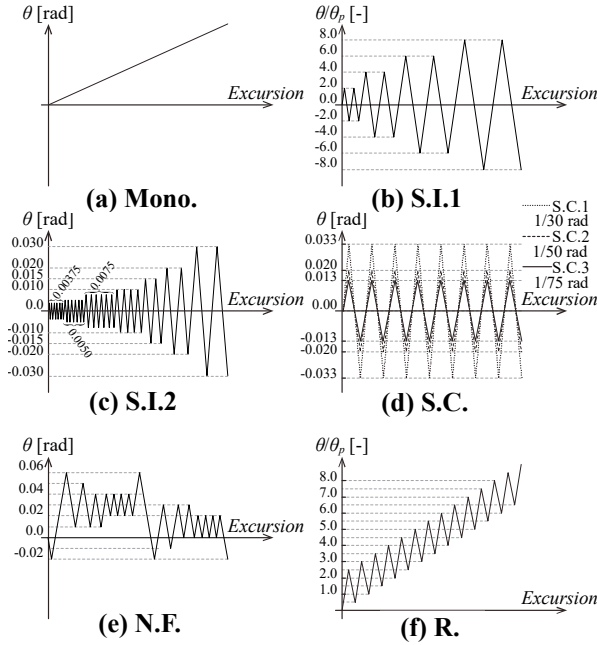 θ [rad]
Excursion
(a) Mono.
θ/θp [-]
8.0
6.0
4.0
2.0
0.0
-2.0
-4.0
-6.0
-8.0
Excursion
(b) S.I.1
θ [rad]
0.030
0.020
0.015
0.010
0.0
-0.010
-0.015
-0.020
-0.030
0.00375
0.0075
0.0050
Excursion
(c) S.I.2
θ [rad]
0.033
0.020
0.013
0.00
-0.013
-0.020
-0.033
S.C.1
1/30 rad
S.C.2
1/50 rad
S.C.3
1/75 rad
Excursion
(d) S.C.
θ [rad]
0.06
0.04
0.02
0.0
-0.02
Excursion
(e) N.F.
θ/θp [-]
8.0
7.0
6.0
5.0
4.0
3.0
2.0
1.0
Excursion
(f) R.